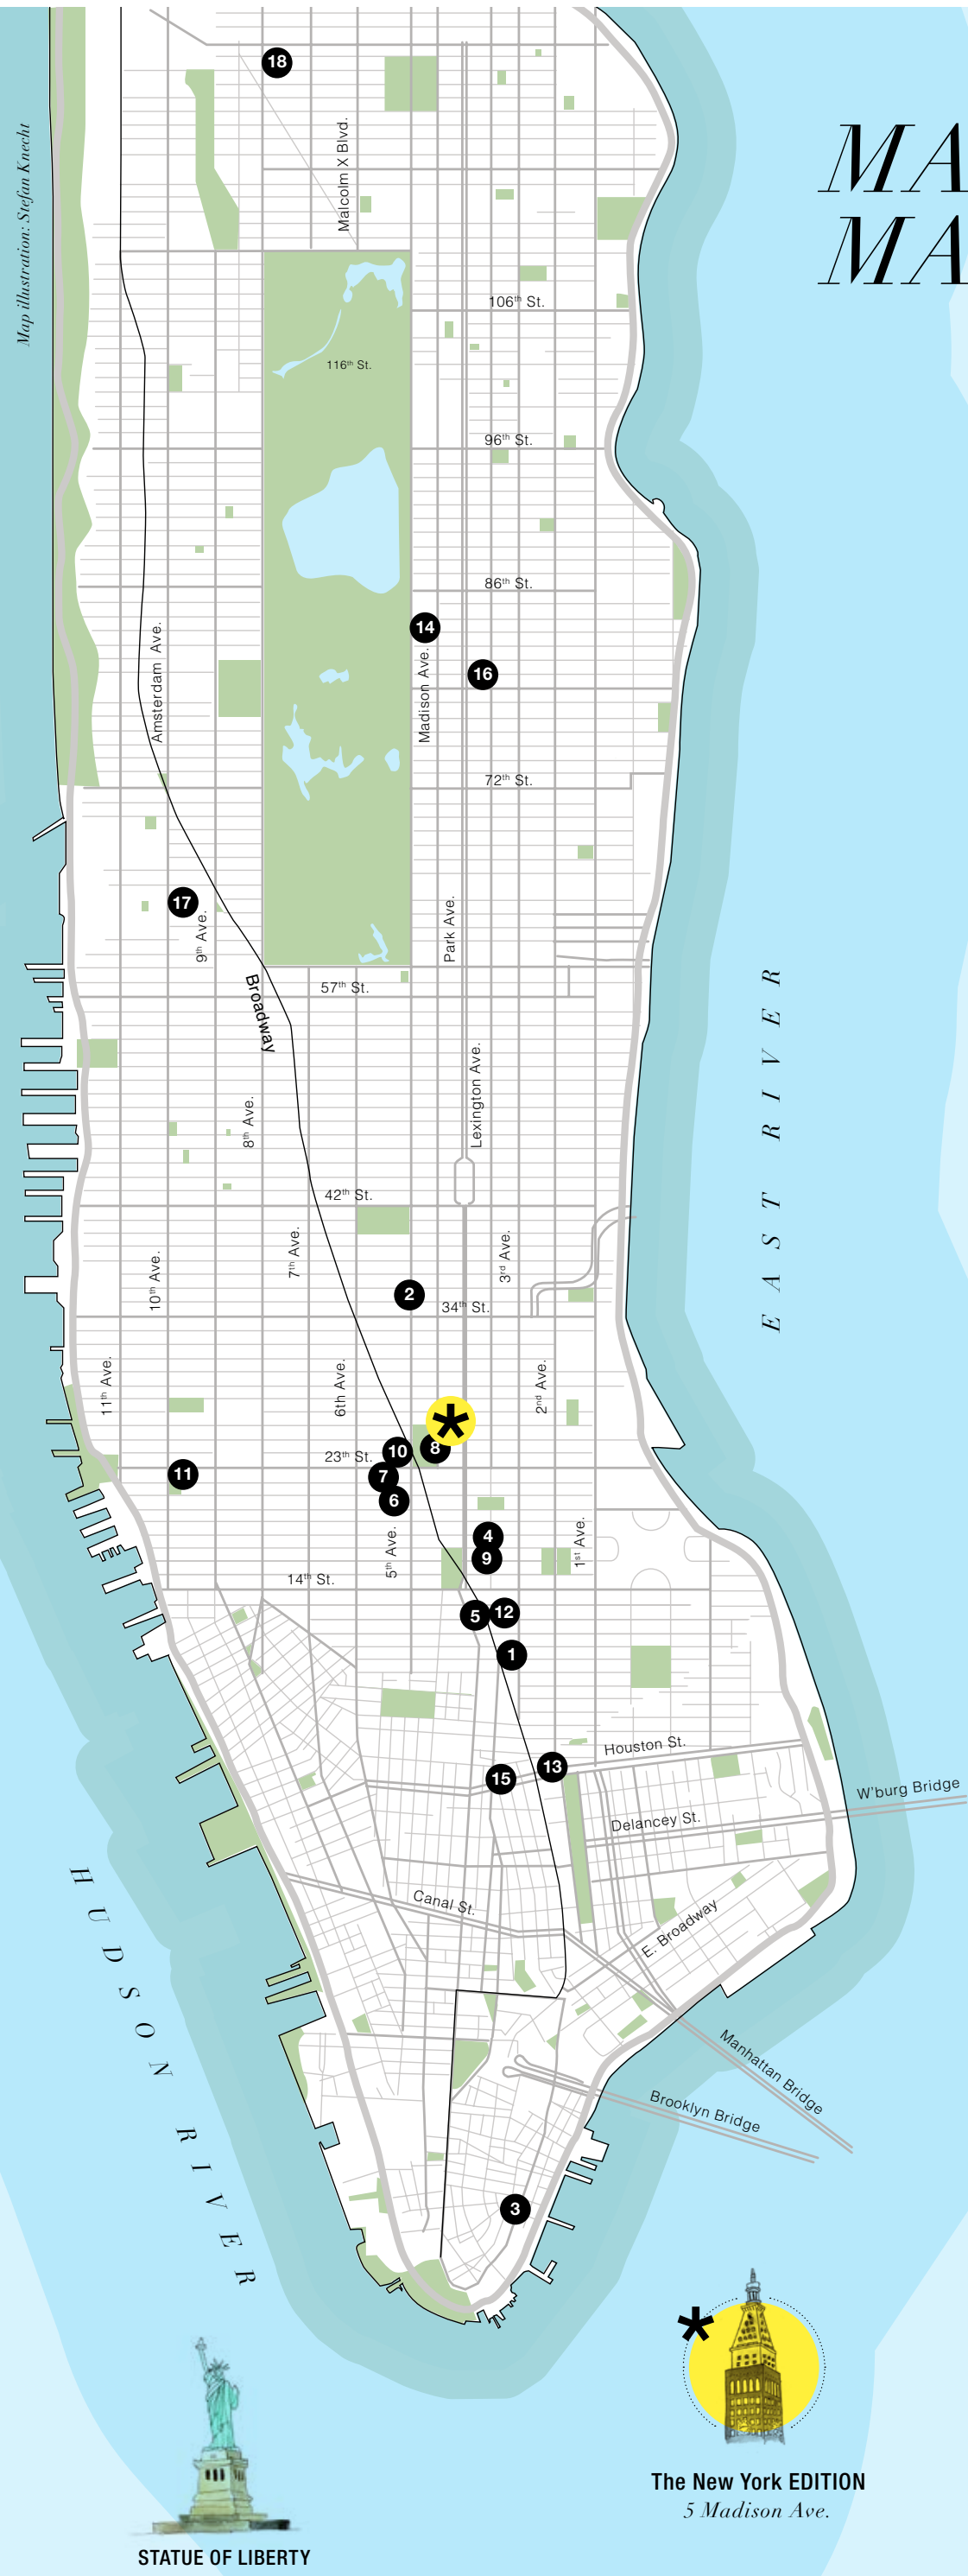 MA
MA
Map illustration: Stefan Knecht
18
Malcolm X Blvd.
106th St.
116th St.
96th St.
86th St.
14
16
Amsterdam Ave.
Madison Ave.
72nd St.
17
9th Ave.
Park Ave.
57th St.
Broadway
EAST RIVER
Lexington Ave.
8th Ave.
42nd St.
7th Ave.
3rd Ave.
10th Ave.
2
34th St.
11th Ave.
6th Ave.
2nd Ave.
*
23th St.
10
8
11
7
6
4
9
5th Ave.
1st Ave.
14th St.
5
12
1
Houston St.
13
15
W'burg Bridge
Delancey St.
Canal St.
E. Broadway
HUDSON RIVER
Manhattan Bridge
Brooklyn Bridge
3
*
The New York EDITION
5 Madison Ave.
STATUE OF LIBERTY